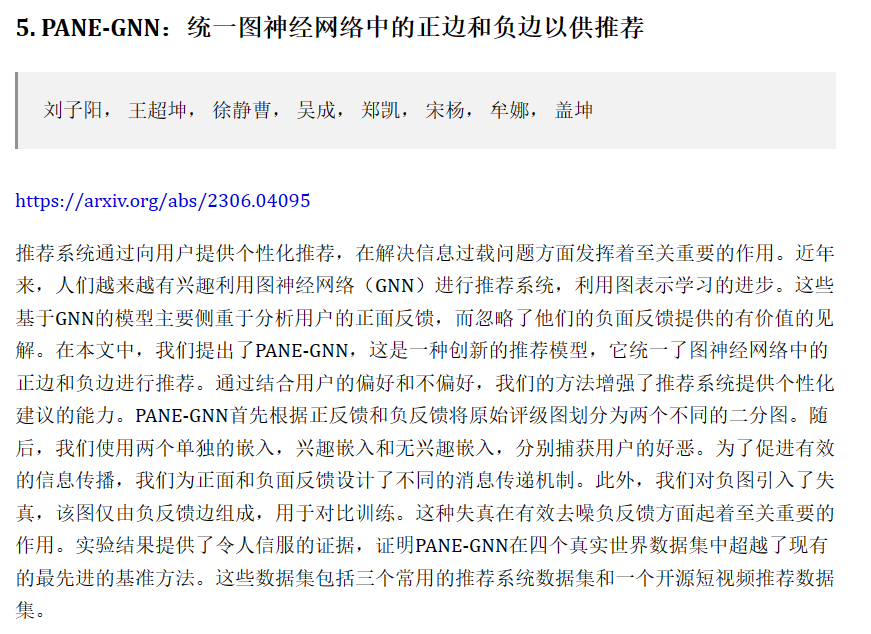 5. PANE-GNN：统一图神经网络中的正边和负边以供推荐
刘子阳， 王超坤， 徐静曹， 吴成， 郑凯， 宋杨， 牟娜， 盖坤
https://arxiv.org/abs/2306.04095
推荐系统通过向用户提供个性化推荐，在解决信息过载问题方面发挥着至关重要的作用。近年
来，人们越来越有兴趣利用图神经网络（GNN）进行推荐系统，利用图表示学习的进步。这些
基于GNN的模型主要侧重于分析用户的正面反馈，而忽略了他们的负面反馈提供的有价值的见
解。在本文中，我们提出了PANE-GNN，这是一种创新的推荐模型，它统一了图神经网络中的
正边和负边进行推荐。通过结合用户的偏好和不偏好，我们的方法增强了推荐系统提供个性化
建议的能力。PANE-GNN首先根据正反馈和负反馈将原始评级图划分为两个不同的二分图。随
后，我们使用两个单独的嵌入，兴趣嵌入和无兴趣嵌入，分别捕获用户的好恶。为了促进有效
的信息传播，我们为正面和负面反馈设计了不同的消息传递机制。此外，我们对负图引入了失
真，该图仅由负反馈边组成，用于对比训练。这种失真在有效去噪负反馈方面起着至关重要的
作用。实验结果提供了令人信服的证据，证明PANE-GNN在四个真实世界数据集中超越了现有
的最先进的基准方法。这些数据集包括三个常用的推荐系统数据集和一个开源短视频推荐数据
集。